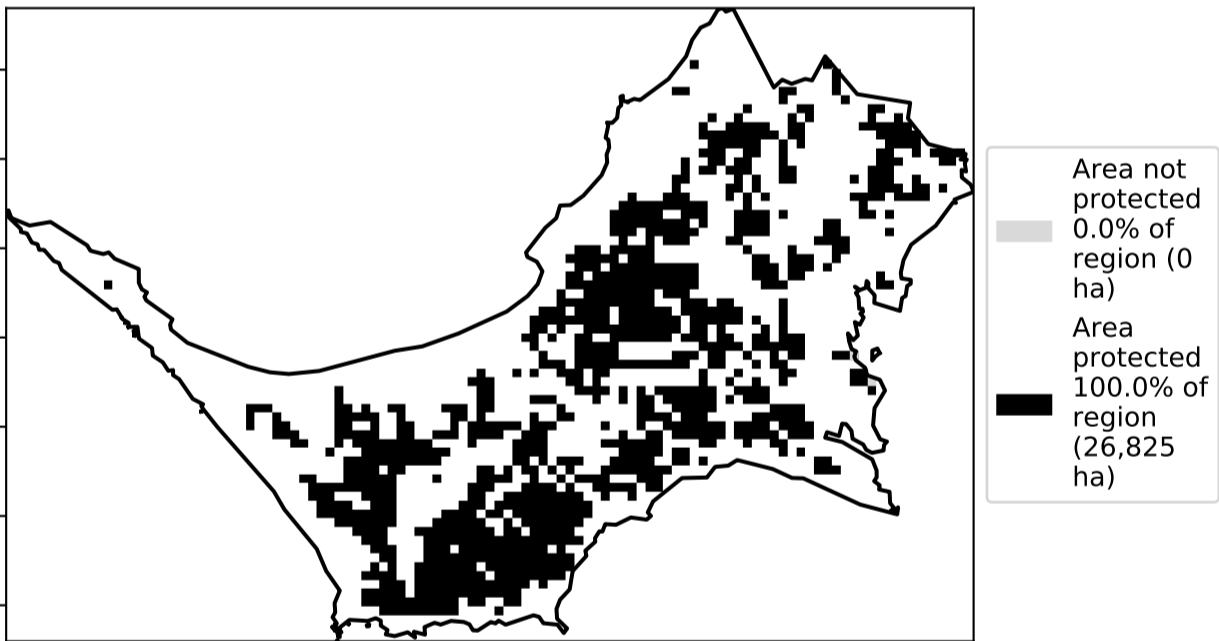 Area not
protected
0.0% of
region (0
ha)
Area
protected
100.0% of
region
(26,825
ha)